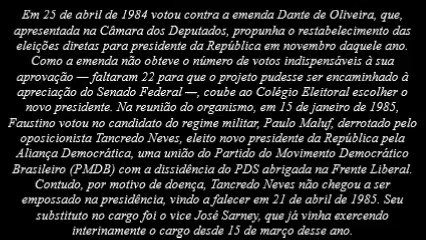 Em 25 de abril de 1984 votou contra a emenda Dante de Oliveira, que,
apresentada na Câmara dos Deputados, propunha o restabelecimento das
eleições diretas para presidente da República em novembro daquele ano.
Como a emenda não obteve o número de votos indispensáveis à sua
aprovação — faltaram 22 para que o projeto pudesse ser encaminhado à
apreciação do Senado Federal —, coube ao Colégio Eleitoral escolher o
novo presidente. Na reunião do organismo, em 15 de janeiro de 1985,
Faustino votou no candidato do regime militar, Paulo Maluf, derrotado pelo
oposicionista Tancredo Neves, eleito novo presidente da República pela
Aliança Democrática, uma união do Partido do Movimento Democrático
Brasileiro (PMDB) com a dissidência do PDS abrigada na Frente Liberal.
Contudo, por motivo de doença, Tancredo Neves não chegou a ser
empossado na presidência, vindo a falecer em 21 de abril de 1985. Seu
substituto no cargo foi o vice José Sarney, que já vinha exercendo
interinamente o cargo desde 15 de março desse ano.